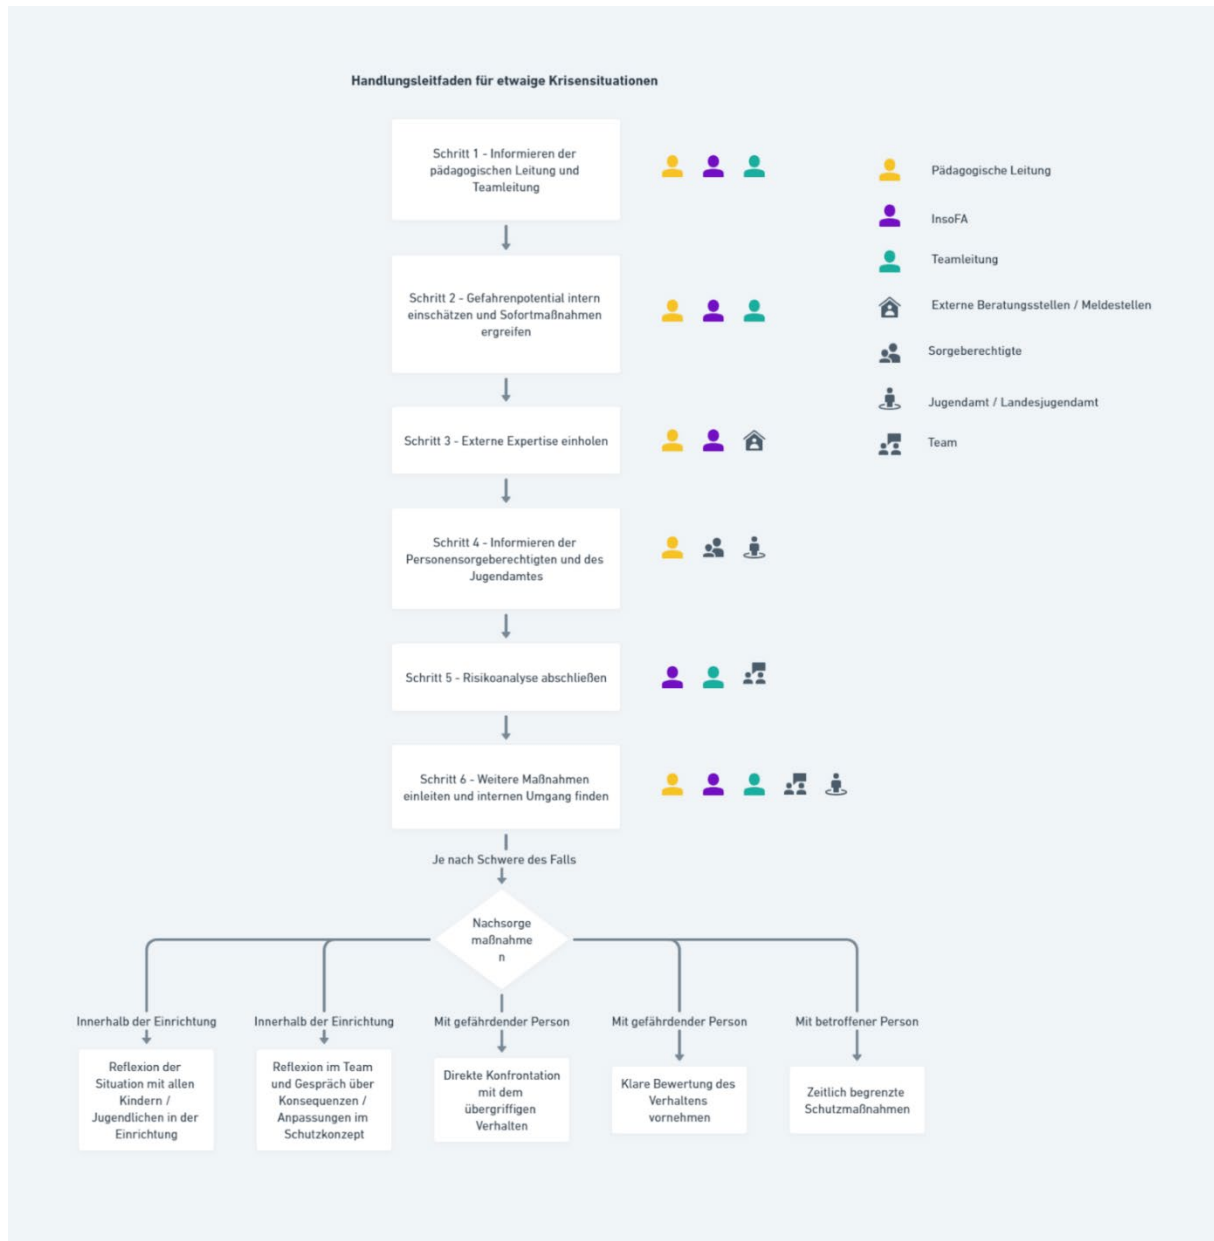 Handlungsleitfaden für etwaige Krisensituationen
Schritt 1 - Informieren der
pädagogischen Leitung und
Teamleitung
Pädagogische Leitung
InsoFA
Teamleitung
Externe Beratungsstellen / Meldestellen
Sorgeberechtigte
Jugendamt / Landesjugendamt
Team
Schritt 2 - Gefahrenpotential intern
einschätzen und Sofortmaßnahmen
ergreifen
Schritt 3 - Externe Expertise einholen
Schritt 4 - Informieren der
Personensorgeberechtigten und des
Jugendamtes
Schritt 5 - Risikoanalyse abschließen
Schritt 6 - Weitere Maßnahmen
einleiten und internen Umgang finden
Je nach Schwere des Falls
Nachsorge
maßnahme
n
Innerhalb der Einrichtung
Reflexion der
Situation mit allen
Kindern /
Jugendlichen in der
Einrichtung
Innerhalb der Einrichtung
Reflexion im Team
und Gespräch über
Konsequenzen /
Anpassungen im
Schutzkonzept
Mit gefährdender Person
Direkte Konfrontation
mit dem
übergriffigen
Verhalten
Mit gefährdender Person
Klare Bewertung des
Verhaltens
vornehmen
Mit betroffener Person
Zeitlich begrenzte
Schutzmaßnahmen